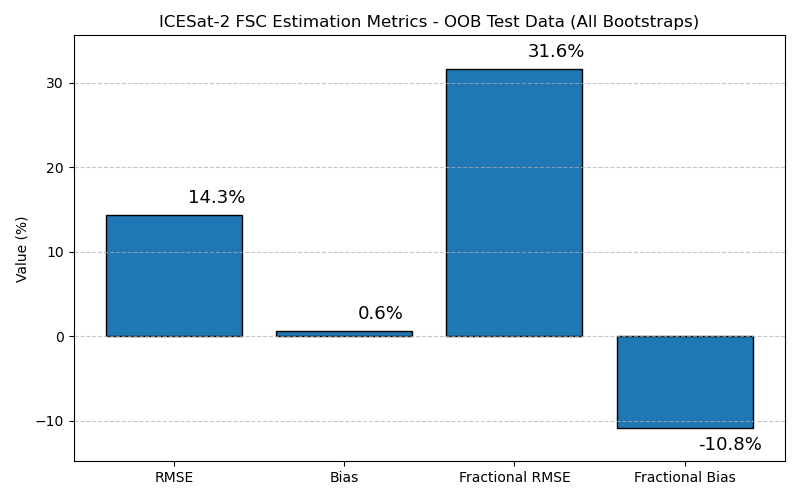 ICESat-2 FSC Estimation Metrics - OOB Test Data (All Bootstraps)
Value (%)
30
20
10
0
−10
14.3%
0.6%
31.6%
-10.8%
RMSE
Bias
Fractional RMSE
Fractional Bias